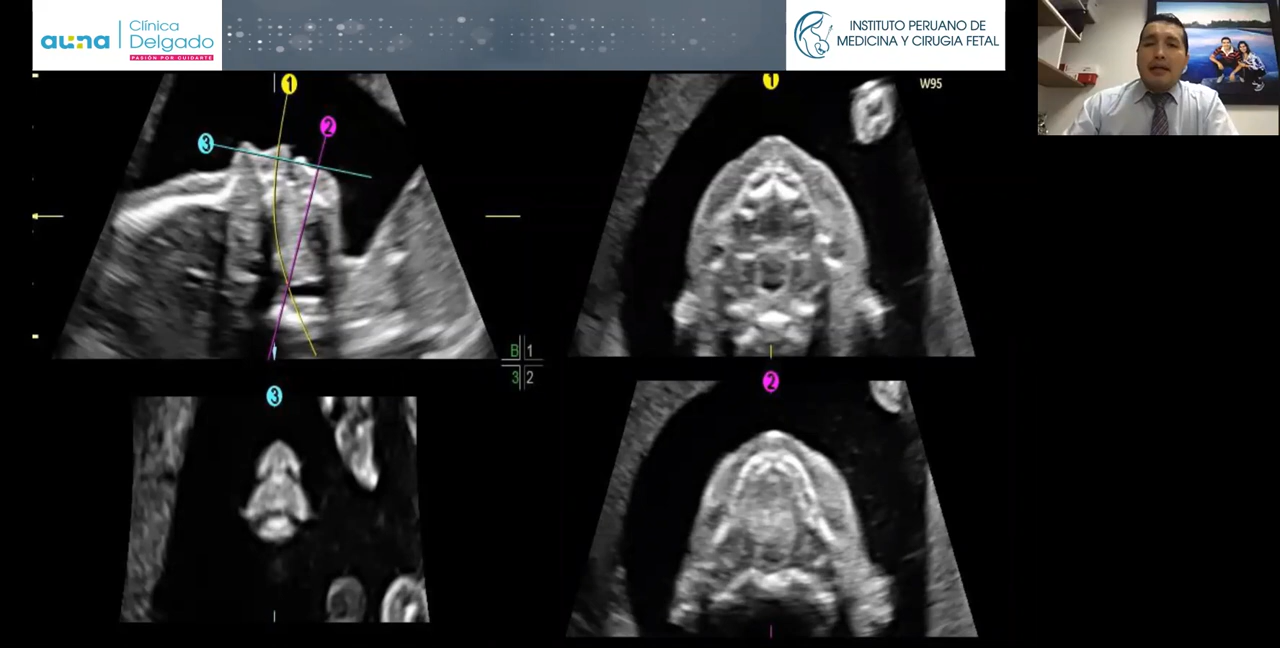 auna
Clínica
Delgado
PASIÓN POR CUIDARTE
INSTITUTO PERUANO DE
MEDICINA Y CIRUGIA FETAL
1
2
3
1
W95
B 1
3 2
3
2